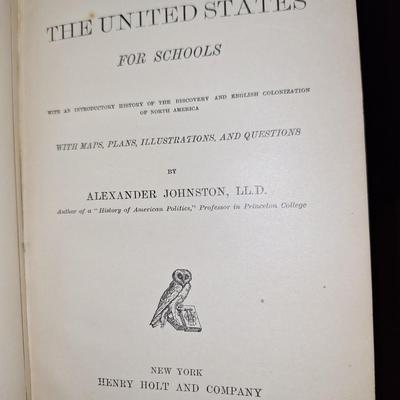 THE UNITED STATES
FOR SCHOOLS
WITH AN INTRODUCTORY HISTORY OF THE DISCOVERY AND ENGLISH COLONIZATION
OF NORTH AMERICA
WITH MAPS, PLANS, ILLUSTRATIONS, AND QUESTIONS
BY
ALEXANDER JOHNSTON, LL.D.
Author of a "History of American Politics," Professor in Princeton College
NEW YORK
HENRY HOLT AND COMPANY